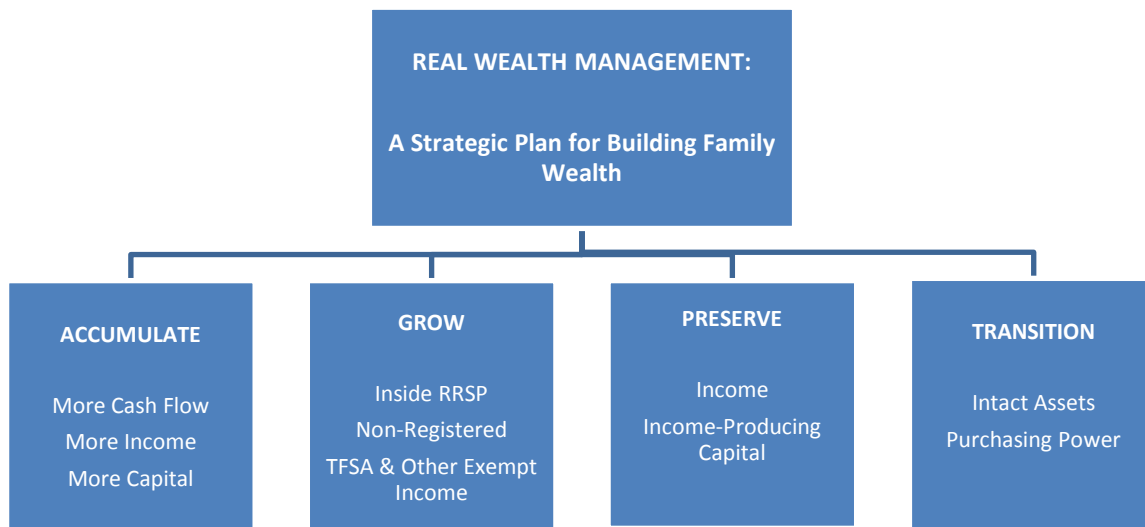 REAL WEALTH MANAGEMENT:
A Strategic Plan for Building Family
Wealth
ACCUMULATE
More Cash Flow
More Income
More Capital
GROW
Inside RRSP
Non-Registered
TFSA & Other Exempt
Income
PRESERVE
Income
Income-Producing
Capital
TRANSITION
Intact Assets
Purchasing Power